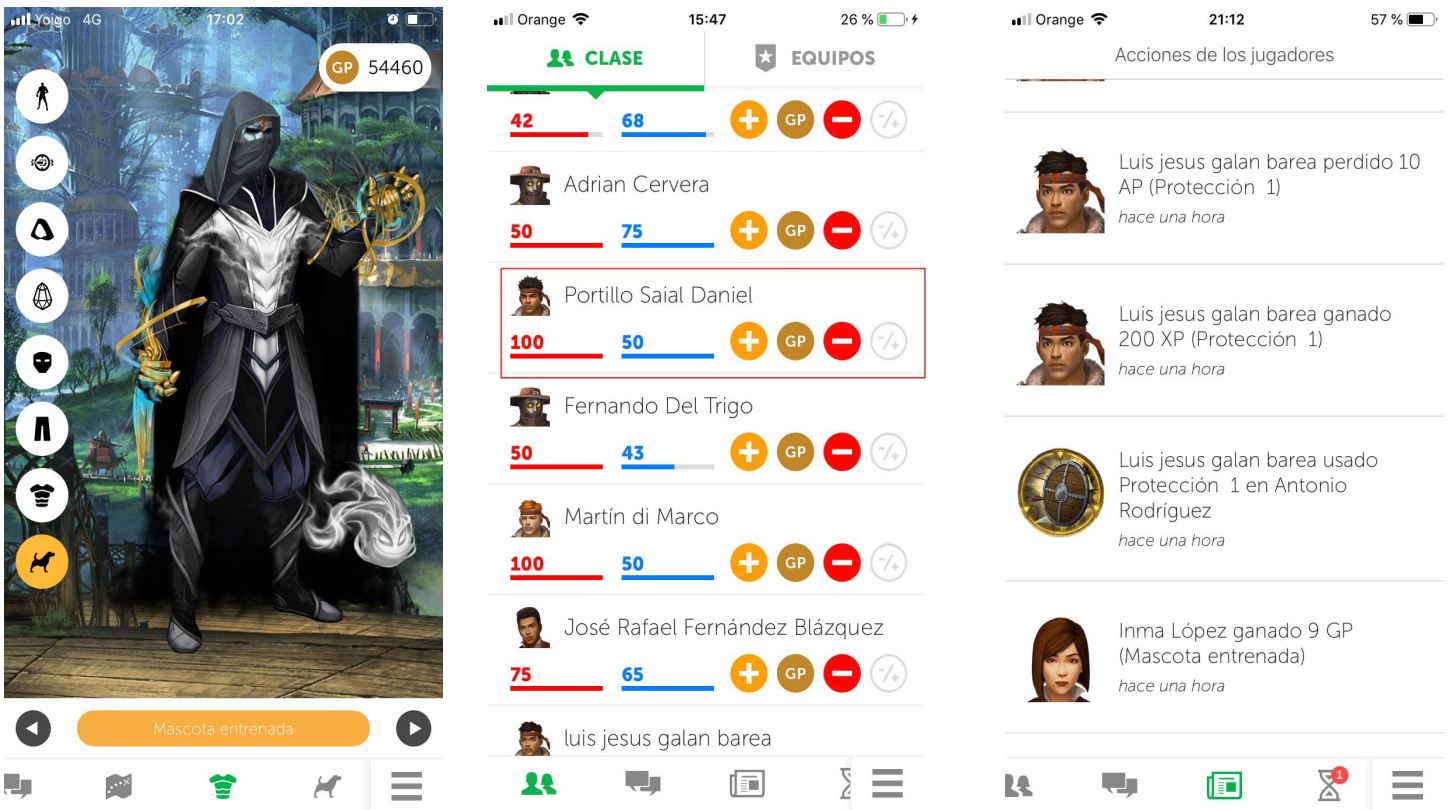 Yoigo 4G
17:02
GP 54460
Mascota entrenada
Orange
15:47
26 %
CLASE
EQUIPOS
42
68
GP
Adrian Cervera
50
75
GP
Portillo Saial Daniel
100
50
GP
Fernando Del Trigo
50
43
GP
Martín di Marco
100
50
GP
José Rafael Fernández Blázquez
75
65
GP
luis jesus galan barea
Orange
21:12
57 %
Acciones de los jugadores
Luis jesus galan barea perdido 10
AP (Protección 1)
hace una hora
Luis jesus galan barea ganado
200 XP (Protección 1)
hace una hora
Luis jesus galan barea usado
Protección 1 en Antonio
Rodríguez
hace una hora
Inma López ganado 9 GP
(Mascota entrenada)
hace una hora
1